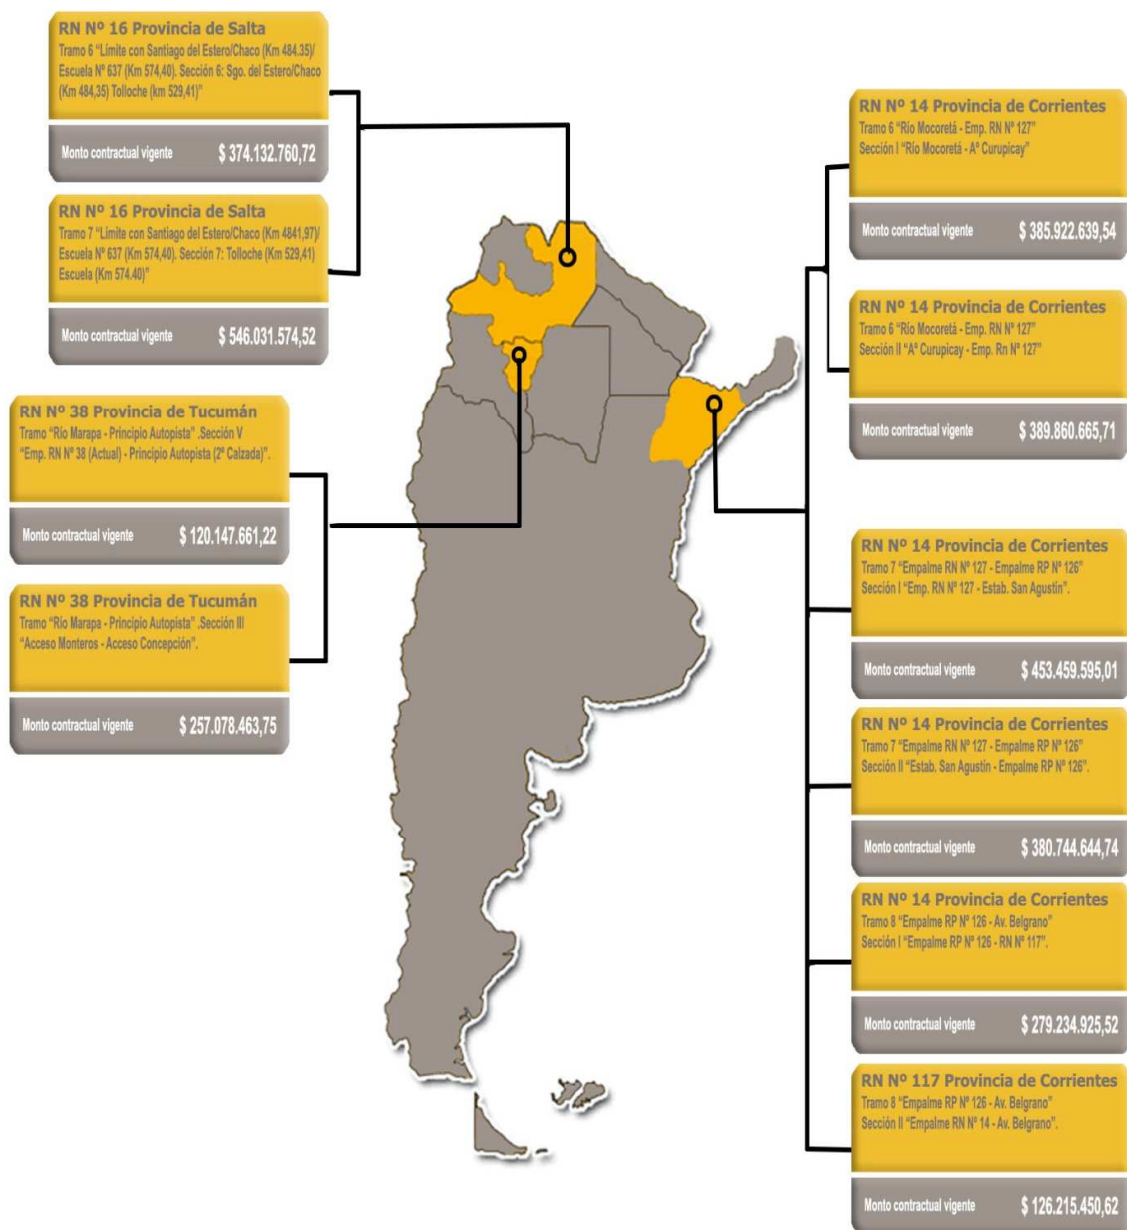 RN Nº 16 Provincia de Salta
Tramo 6 “Límite con Santiago del Estero/Chaco (Km 484.35)/
Escuela Nº 637 (Km 574,40). Sección 6: Sgo. del Estero/Chaco
(Km 484,35) Tolloche (km 529,41)”
Monto contractual vigente $ 374.132.760,72
RN Nº 16 Provincia de Salta
Tramo 7 “Límite con Santiago del Estero/Chaco (Km 4841,97)/
Escuela Nº 637 (Km 574,40). Sección 7: Tolloche (Km 529,41)
Escuela (Km 574.40)”
Monto contractual vigente $ 546.031.574,52
RN Nº 38 Provincia de Tucumán
Tramo “Río Marapa - Principio Autopista” .Sección V
“Emp. RN Nº 38 (Actual) - Principio Autopista (2º Calzada)”.
Monto contractual vigente $ 120.147.661,22
RN Nº 38 Provincia de Tucumán
Tramo “Río Marapa - Principio Autopista” .Sección III
“Acceso Monteros - Acceso Concepción”.
Monto contractual vigente $ 257.078.463,75
RN Nº 14 Provincia de Corrientes
Tramo 6 “Río Mocoretá - Emp. RN Nº 127”
Sección I “Río Mocoretá - Aº Curupicay”
Monto contractual vigente $ 385.922.639,54
RN Nº 14 Provincia de Corrientes
Tramo 6 “Río Mocoretá - Emp. RN Nº 127”
Sección II “Aº Curupicay - Emp. Rn Nº 127”
Monto contractual vigente $ 389.860.665,71
RN Nº 14 Provincia de Corrientes
Tramo 7 “Empalme RN Nº 127 - Empalme RP Nº 126”
Sección I “Emp. RN Nº 127 - Estab. San Agustín”.
Monto contractual vigente $ 453.459.595,01
RN Nº 14 Provincia de Corrientes
Tramo 7 “Empalme RN Nº 127 - Empalme RP Nº 126”
Sección II “Estab. San Agustín - Empalme RP Nº 126”.
Monto contractual vigente $ 380.744.644,74
RN Nº 14 Provincia de Corrientes
Tramo 8 “Empalme RP Nº 126 - Av. Belgrano”
Sección I “Empalme RP Nº 126 - RN Nº 117”.
Monto contractual vigente $ 279.234.925,52
RN Nº 117 Provincia de Corrientes
Tramo 8 “Empalme RP Nº 126 - Av. Belgrano”
Sección II “Empalme RN Nº 14 - Av. Belgrano”.
Monto contractual vigente $ 126.215.450,62